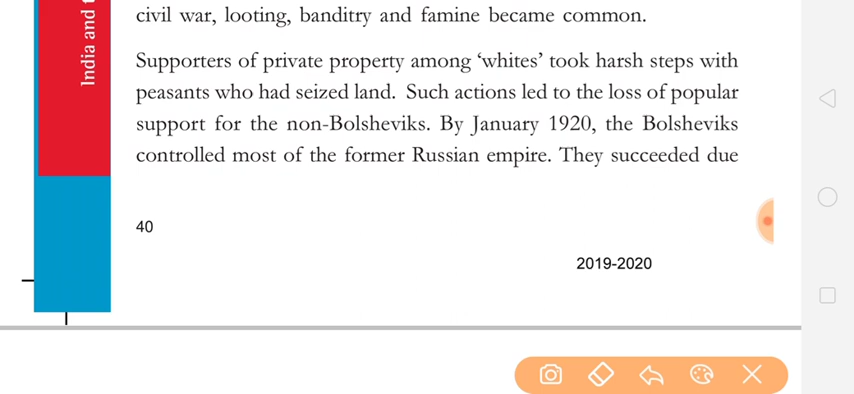 civil war, looting, banditry and famine became common.
India and t
Supporters of private property among ‘whites’ took harsh steps with
peasants who had seized land. Such actions led to the loss of popular
support for the non-Bolsheviks. By January 1920, the Bolsheviks
controlled most of the former Russian empire. They succeeded due
40
2019-2020